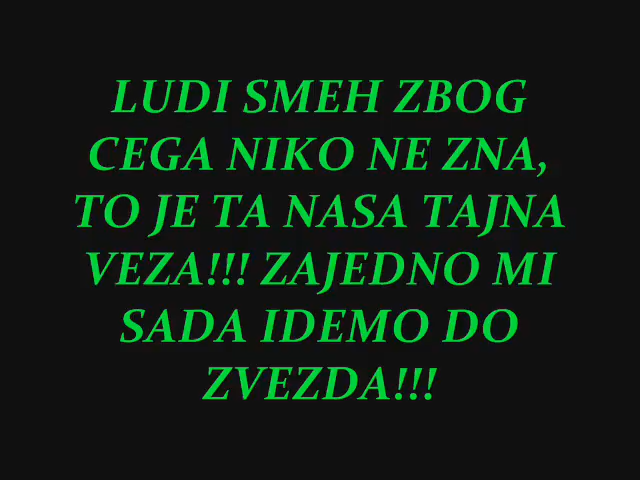 LUDI SMEH ZBOG
CEGA NIKO NE ZNA,
TO JE TA NASA TAJNA
VEZA!!! ZAJEDNO MI
SADA IDEMO DO
ZVEZDA!!!